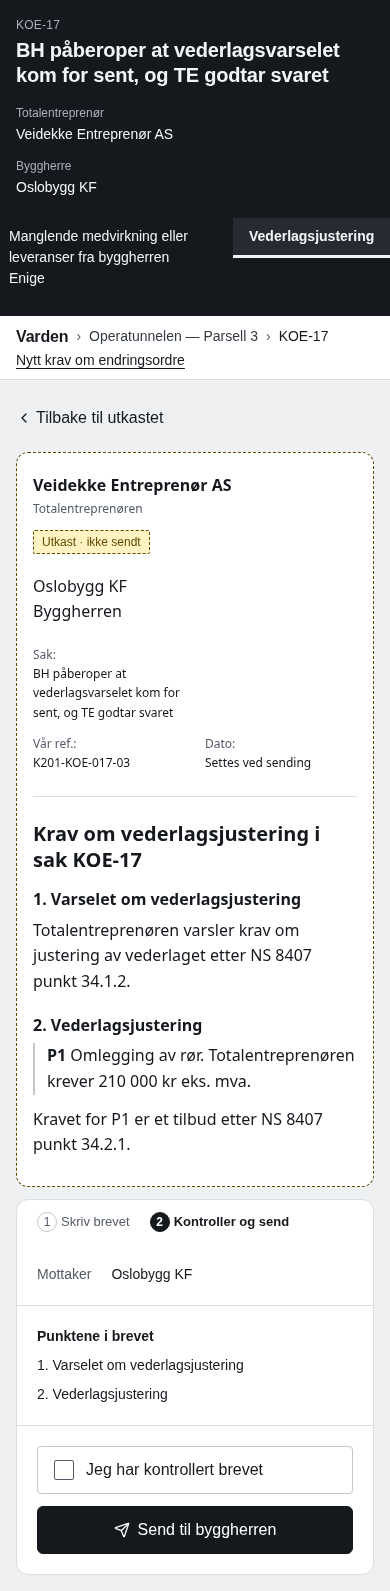 KOE-17
BH påberoper at vederlagsvarselet
kom for sent, og TE godtar svaret
Totalentreprenør
Veidekke Entreprenør AS
Byggherre
Oslobygg KF
Manglende medvirkning eller
leveranser fra byggherren
Enige
Vederlagsjustering
Varden › Operatunnelen — Parsell 3 › KOE-17
Nytt krav om endringsordre
Tilbake til utkastet
Veidekke Entreprenør AS
Totalentreprenøren
Utkast · ikke sendt
Oslobygg KF
Byggherren
Sak:
BH påberoper at
vederlagsvarselet kom for
sent, og TE godtar svaret
Vår ref.: Dato:
K201-KOE-017-03 Settes ved sending
Krav om vederlagsjustering i
sak KOE-17
1. Varselet om vederlagsjustering
Totalentreprenøren varsler krav om
justering av vederlaget etter NS 8407
punkt 34.1.2.
2. Vederlagsjustering
P1 Omlegging av rør. Totalentreprenøren
krever 210 000 kr eks. mva.
Kravet for P1 er et tilbud etter NS 8407
punkt 34.2.1.
1 Skriv brevet 2 Kontroller og send
Mottaker Oslobygg KF
Punktene i brevet
1. Varselet om vederlagsjustering
2. Vederlagsjustering
Jeg har kontrollert brevet
Send til byggherren